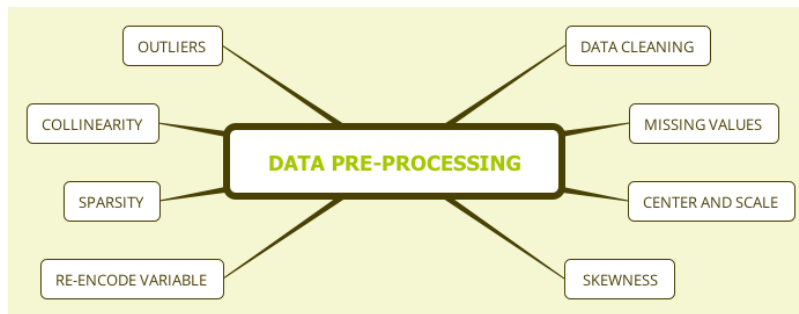 OUTLIERS
DATA CLEANING
COLLINEARITY
MISSING VALUES
DATA PRE-PROCESSING
SPARSITY
CENTER AND SCALE
RE-ENCODE VARIABLE
SKEWNESS